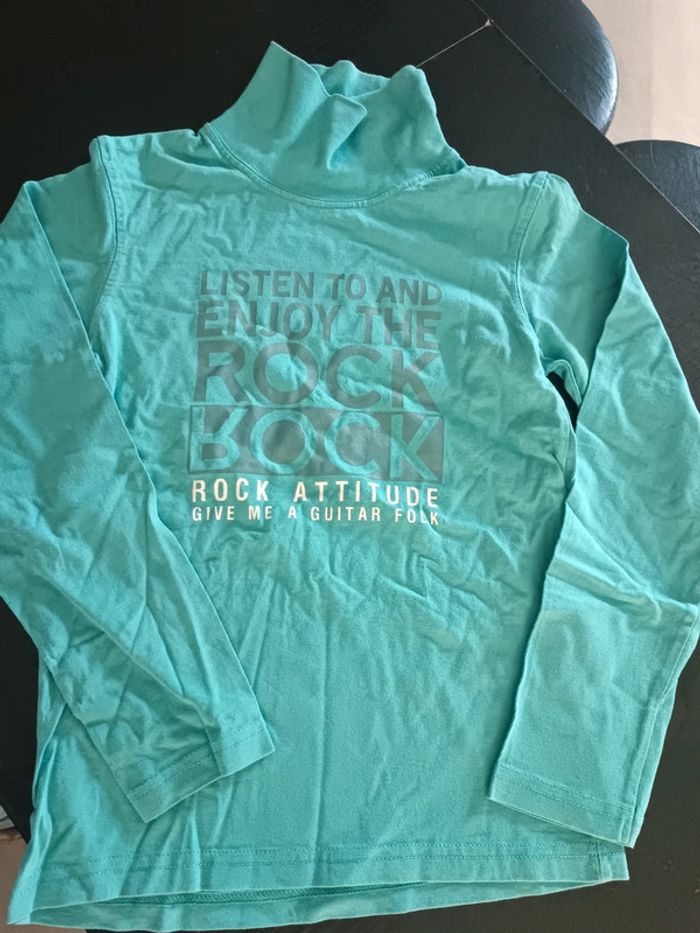 LISTEN TO AND
ENJOY THE
ROCK
ROCK
ROCK ATTITUDE
GIVE ME A GUITAR FOLK